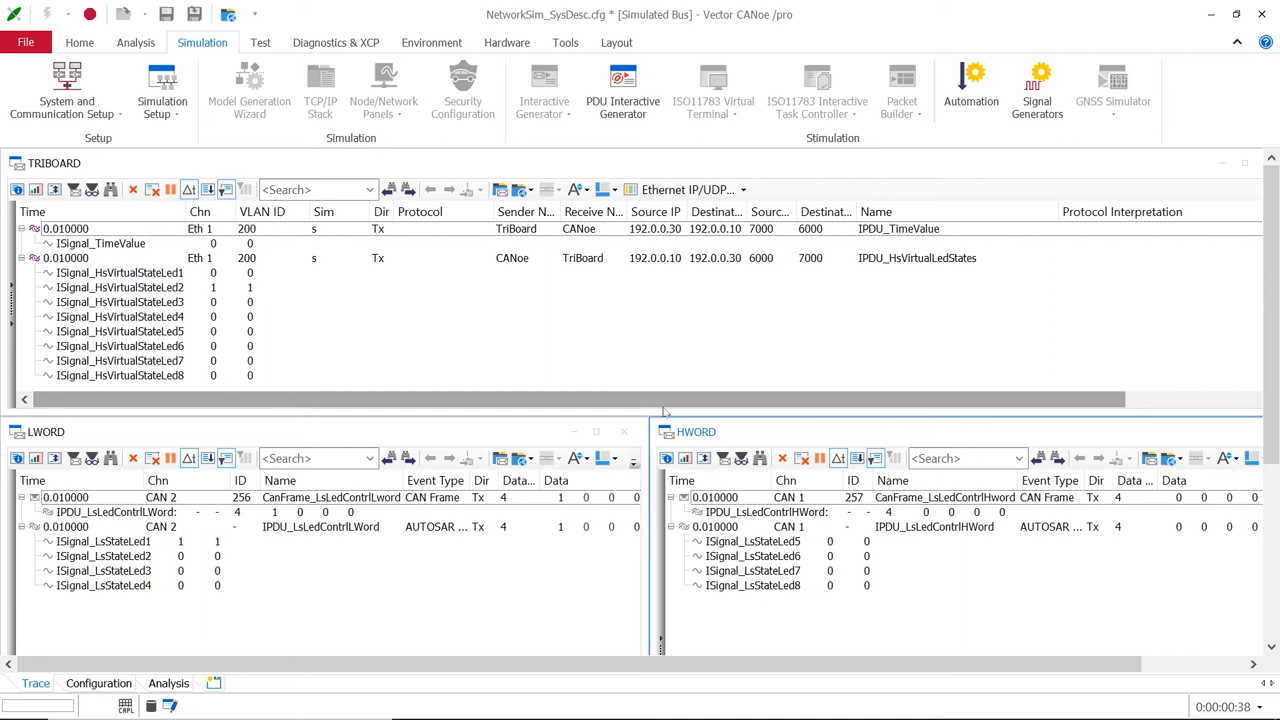 NetworkSim_SysDesc.cfg * [Simulated Bus] - Vector CANoe /pro
File Home Analysis Simulation Test Diagnostics & XCP Environment Hardware Tools Layout
System and Communication Setup
Simulation Setup
Model Generation Wizard
TCP/IP Stack
Node/Network Panels
Security Configuration
Interactive Generator
PDU Interactive Generator
ISO11783 Virtual Terminal
ISO11783 Interactive Task Controller
Packet Builder
Automation
Signal Generators
GNSS Simulator
Setup Simulation Stimulation
TRIBOARD
<Search> Ethernet IP/UDP...
Time Chn VLAN ID Sim Dir Protocol Sender N... Receive N... Source IP Destinat... Sourc... Destinat... Name Protocol Interpretation
0.010000 Eth 1 200 s Tx TriBoard CANoe 192.0.0.30 192.0.0.10 7000 6000 IPDU_TimeValue
ISignal_TimeValue 0 0
0.010000 Eth 1 200 s Tx CANoe TriBoard 192.0.0.10 192.0.0.30 6000 7000 IPDU_HsVirtualLedStates
ISignal_HsVirtualStateLed1 0 0
ISignal_HsVirtualStateLed2 1 1
ISignal_HsVirtualStateLed3 0 0
ISignal_HsVirtualStateLed4 0 0
ISignal_HsVirtualStateLed5 0 0
ISignal_HsVirtualStateLed6 0 0
ISignal_HsVirtualStateLed7 0 0
ISignal_HsVirtualStateLed8 0 0
LWORD
<Search>
Time Chn ID Name Event Type Dir Data... Data
0.010000 CAN 2 256 CanFrame_LsLedContrlLword CAN Frame Tx 4 1 0 0 0
IPDU_LsLedContrlLWord: - - 4 1 0 0 0
0.010000 CAN 2 - IPDU_LsLedContrlLWord AUTOSAR ... Tx 4 1 0 0 0
ISignal_LsStateLed1 1 1
ISignal_LsStateLed2 0 0
ISignal_LsStateLed3 0 0
ISignal_LsStateLed4 0 0
HWORD
<Search>
Time Chn ID Name Event Type Dir Data ... Data
0.010000 CAN 1 257 CanFrame_LsLedContrlHword CAN Frame Tx 4 0 0 0 0
IPDU_LsLedContrlHWord: - - 4 0 0 0 0
0.010000 CAN 1 - IPDU_LsLedContrlHWord AUTOSAR ... Tx 4 0 0 0 0
ISignal_LsStateLed5 0 0
ISignal_LsStateLed6 0 0
ISignal_LsStateLed7 0 0
ISignal_LsStateLed8 0 0
Trace Configuration Analysis
CAPL
0:00:00:38